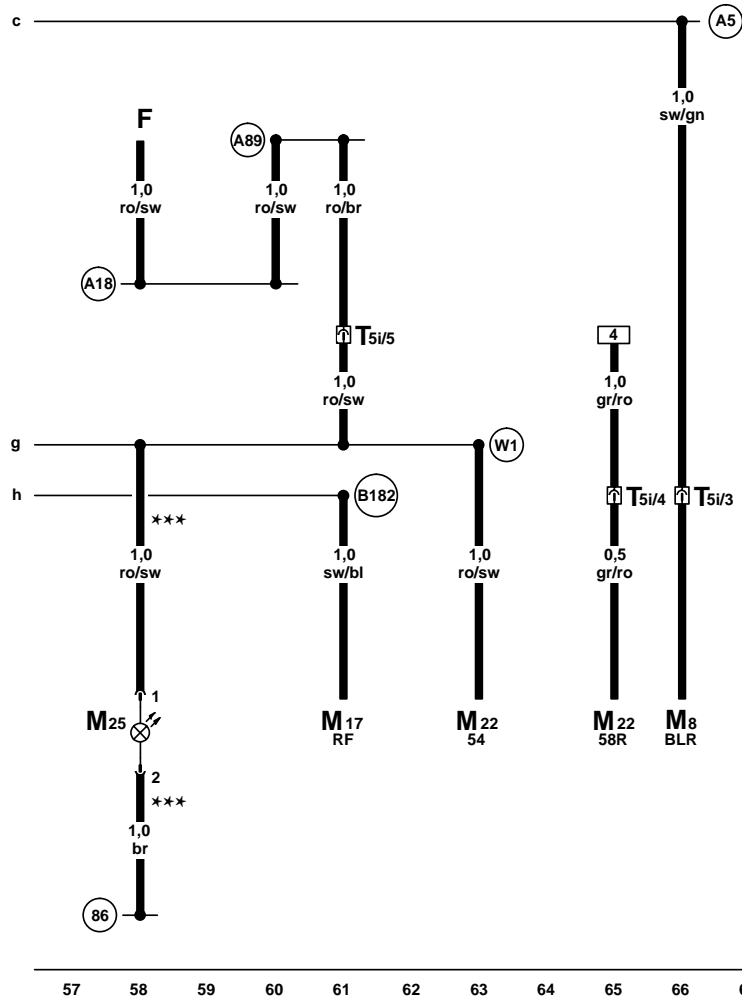 c
A5
1,0
sw/gn
F
A89
1,0
ro/sw
1,0
ro/sw
1,0
ro/br
A18
T5i/5
4
1,0
ro/sw
1,0
gr/ro
g
W1
h
B182
T5i/4
T5i/3
***
1,0
ro/sw
1,0
sw/bl
1,0
ro/sw
0,5
gr/ro
1
M25
M17
RF
M22
54
M22
58R
M8
BLR
2
***
1,0
br
86
57 58 59 60 61 62 63 64 65 66